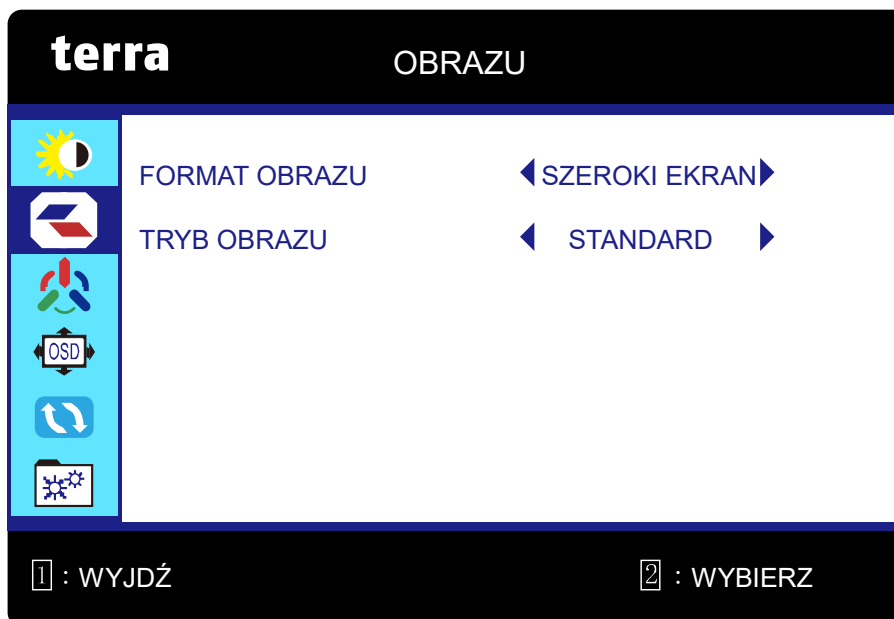 terra
OBRAZU
FORMAT OBRAZU SZEROKI EKRAN
TRYB OBRAZU STANDARD
OSD
1 : WYJDŹ 2 : WYBIERZ